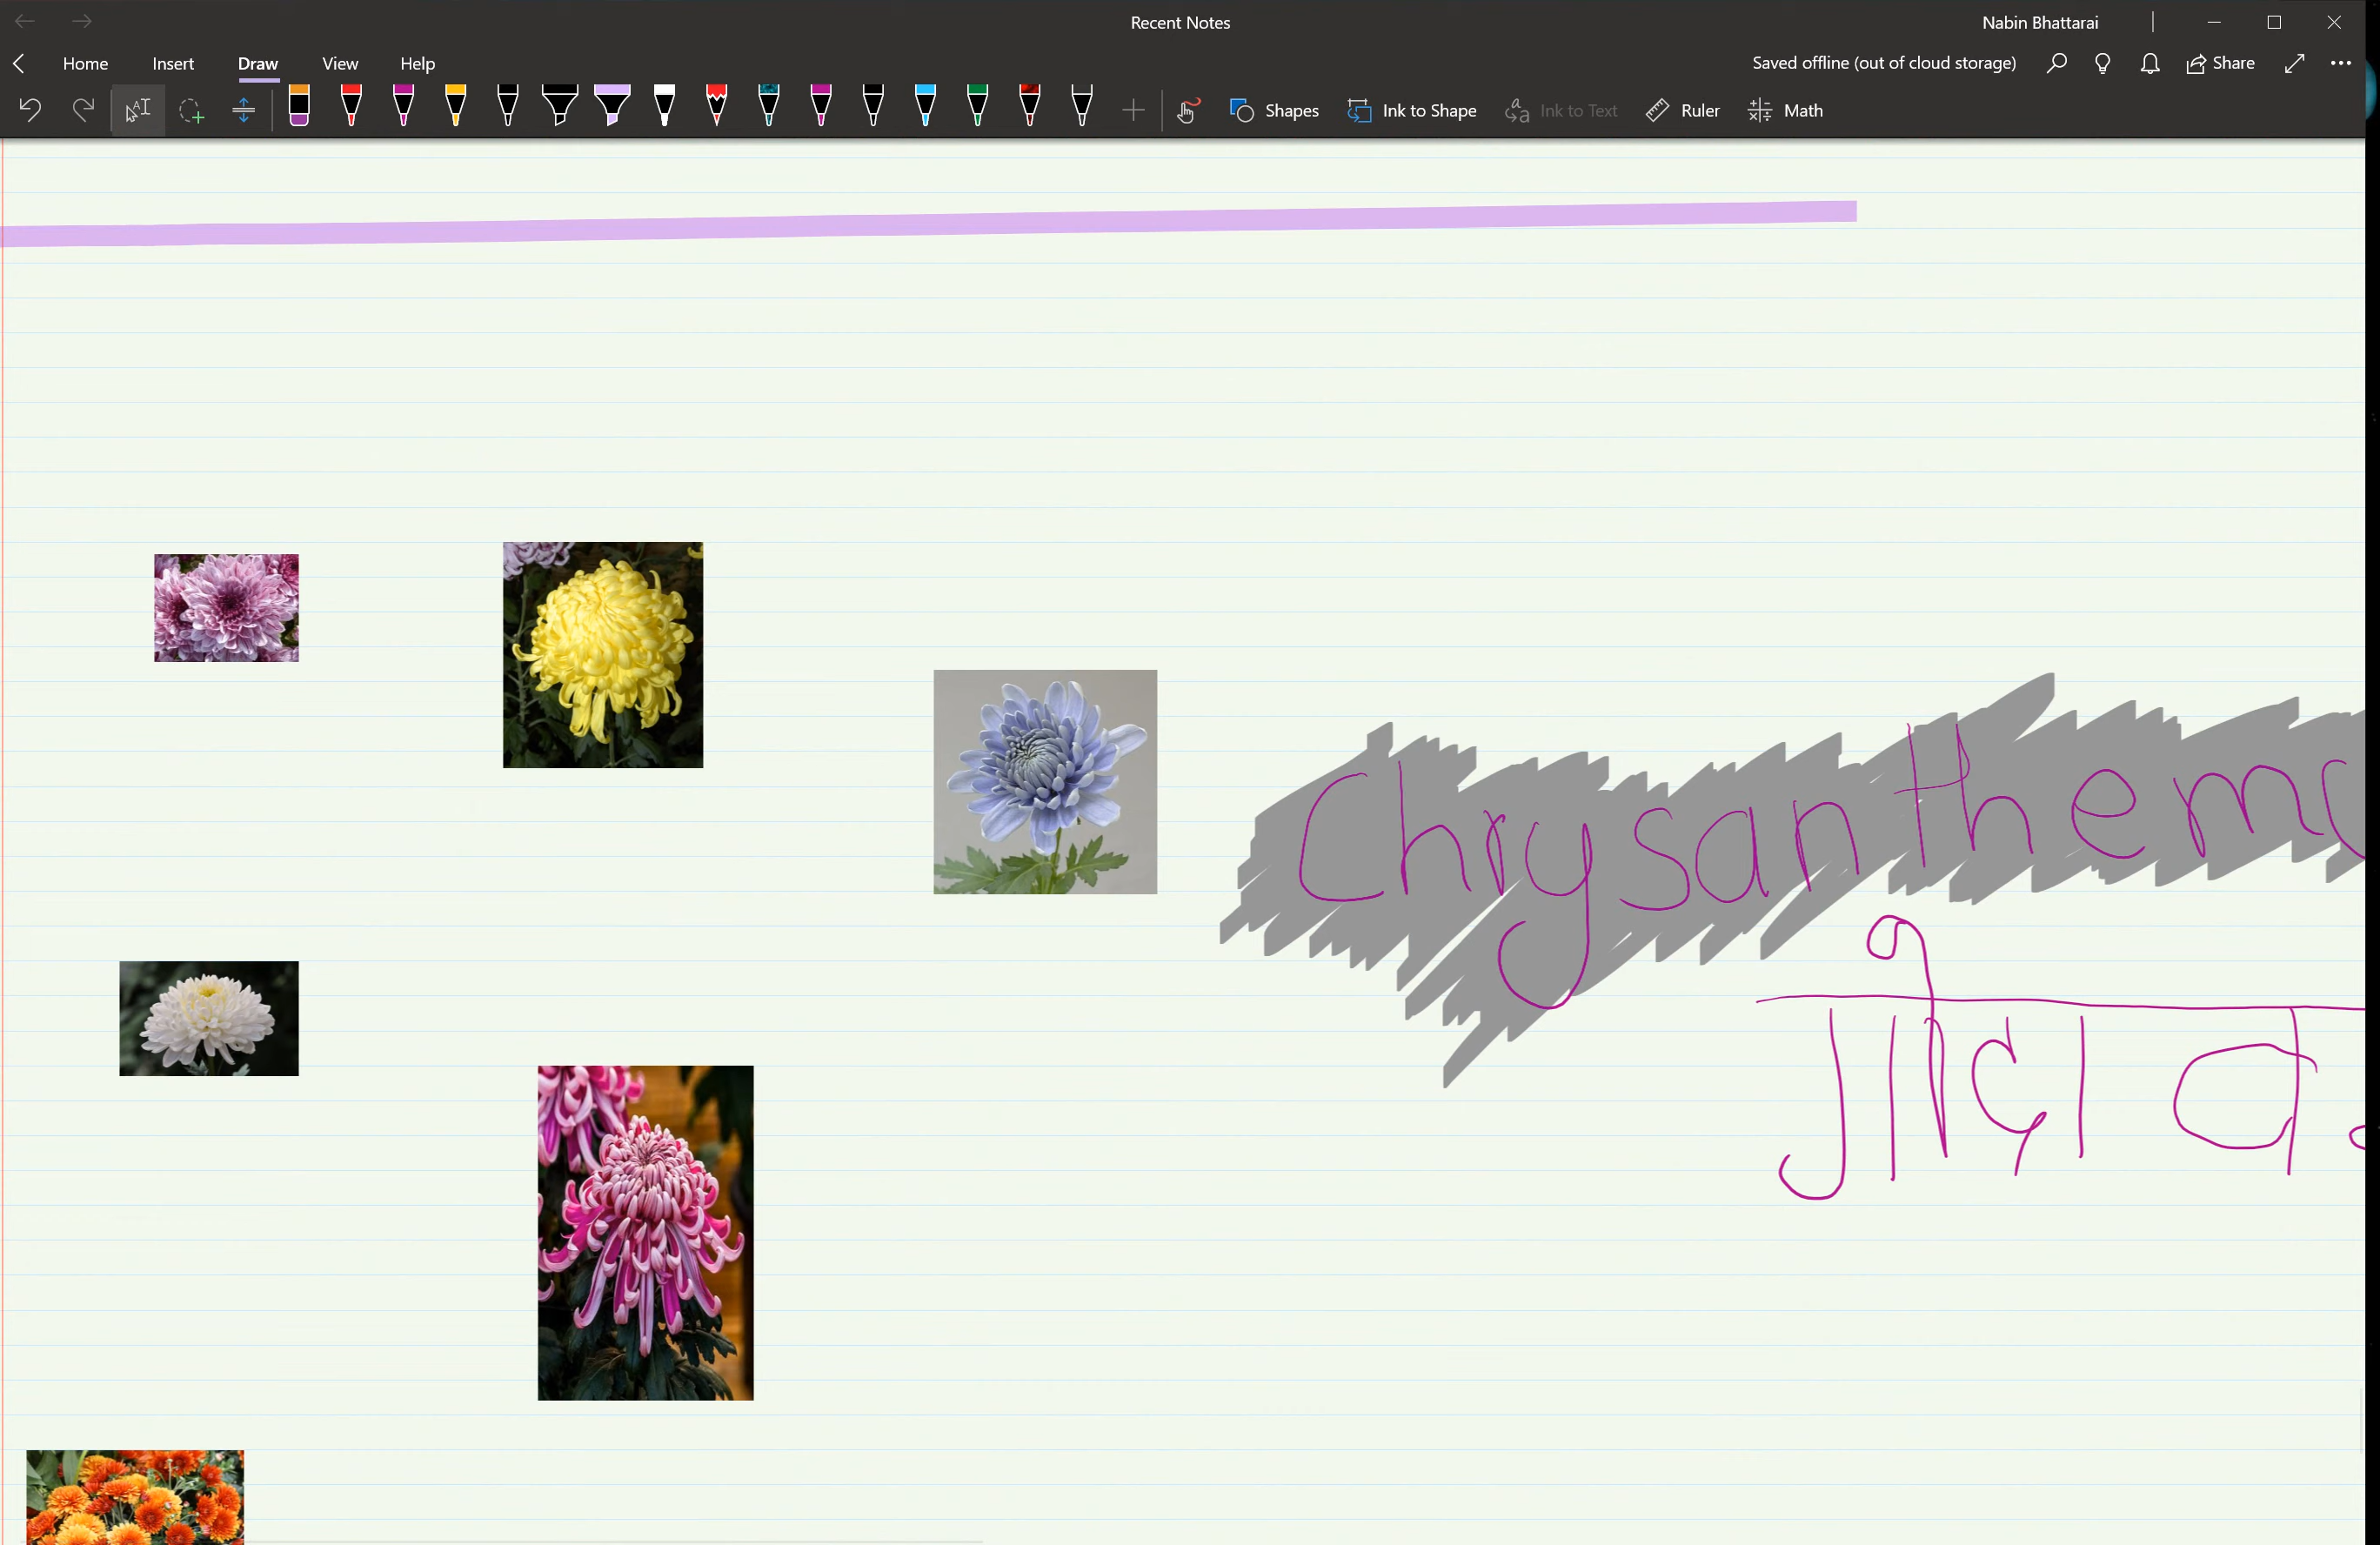 Recent Notes
Nabin Bhattarai
Home Insert Draw View Help
Saved offline (out of cloud storage)
Share
Shapes Ink to Shape Ink to Text Ruler Math
Chrysanthem